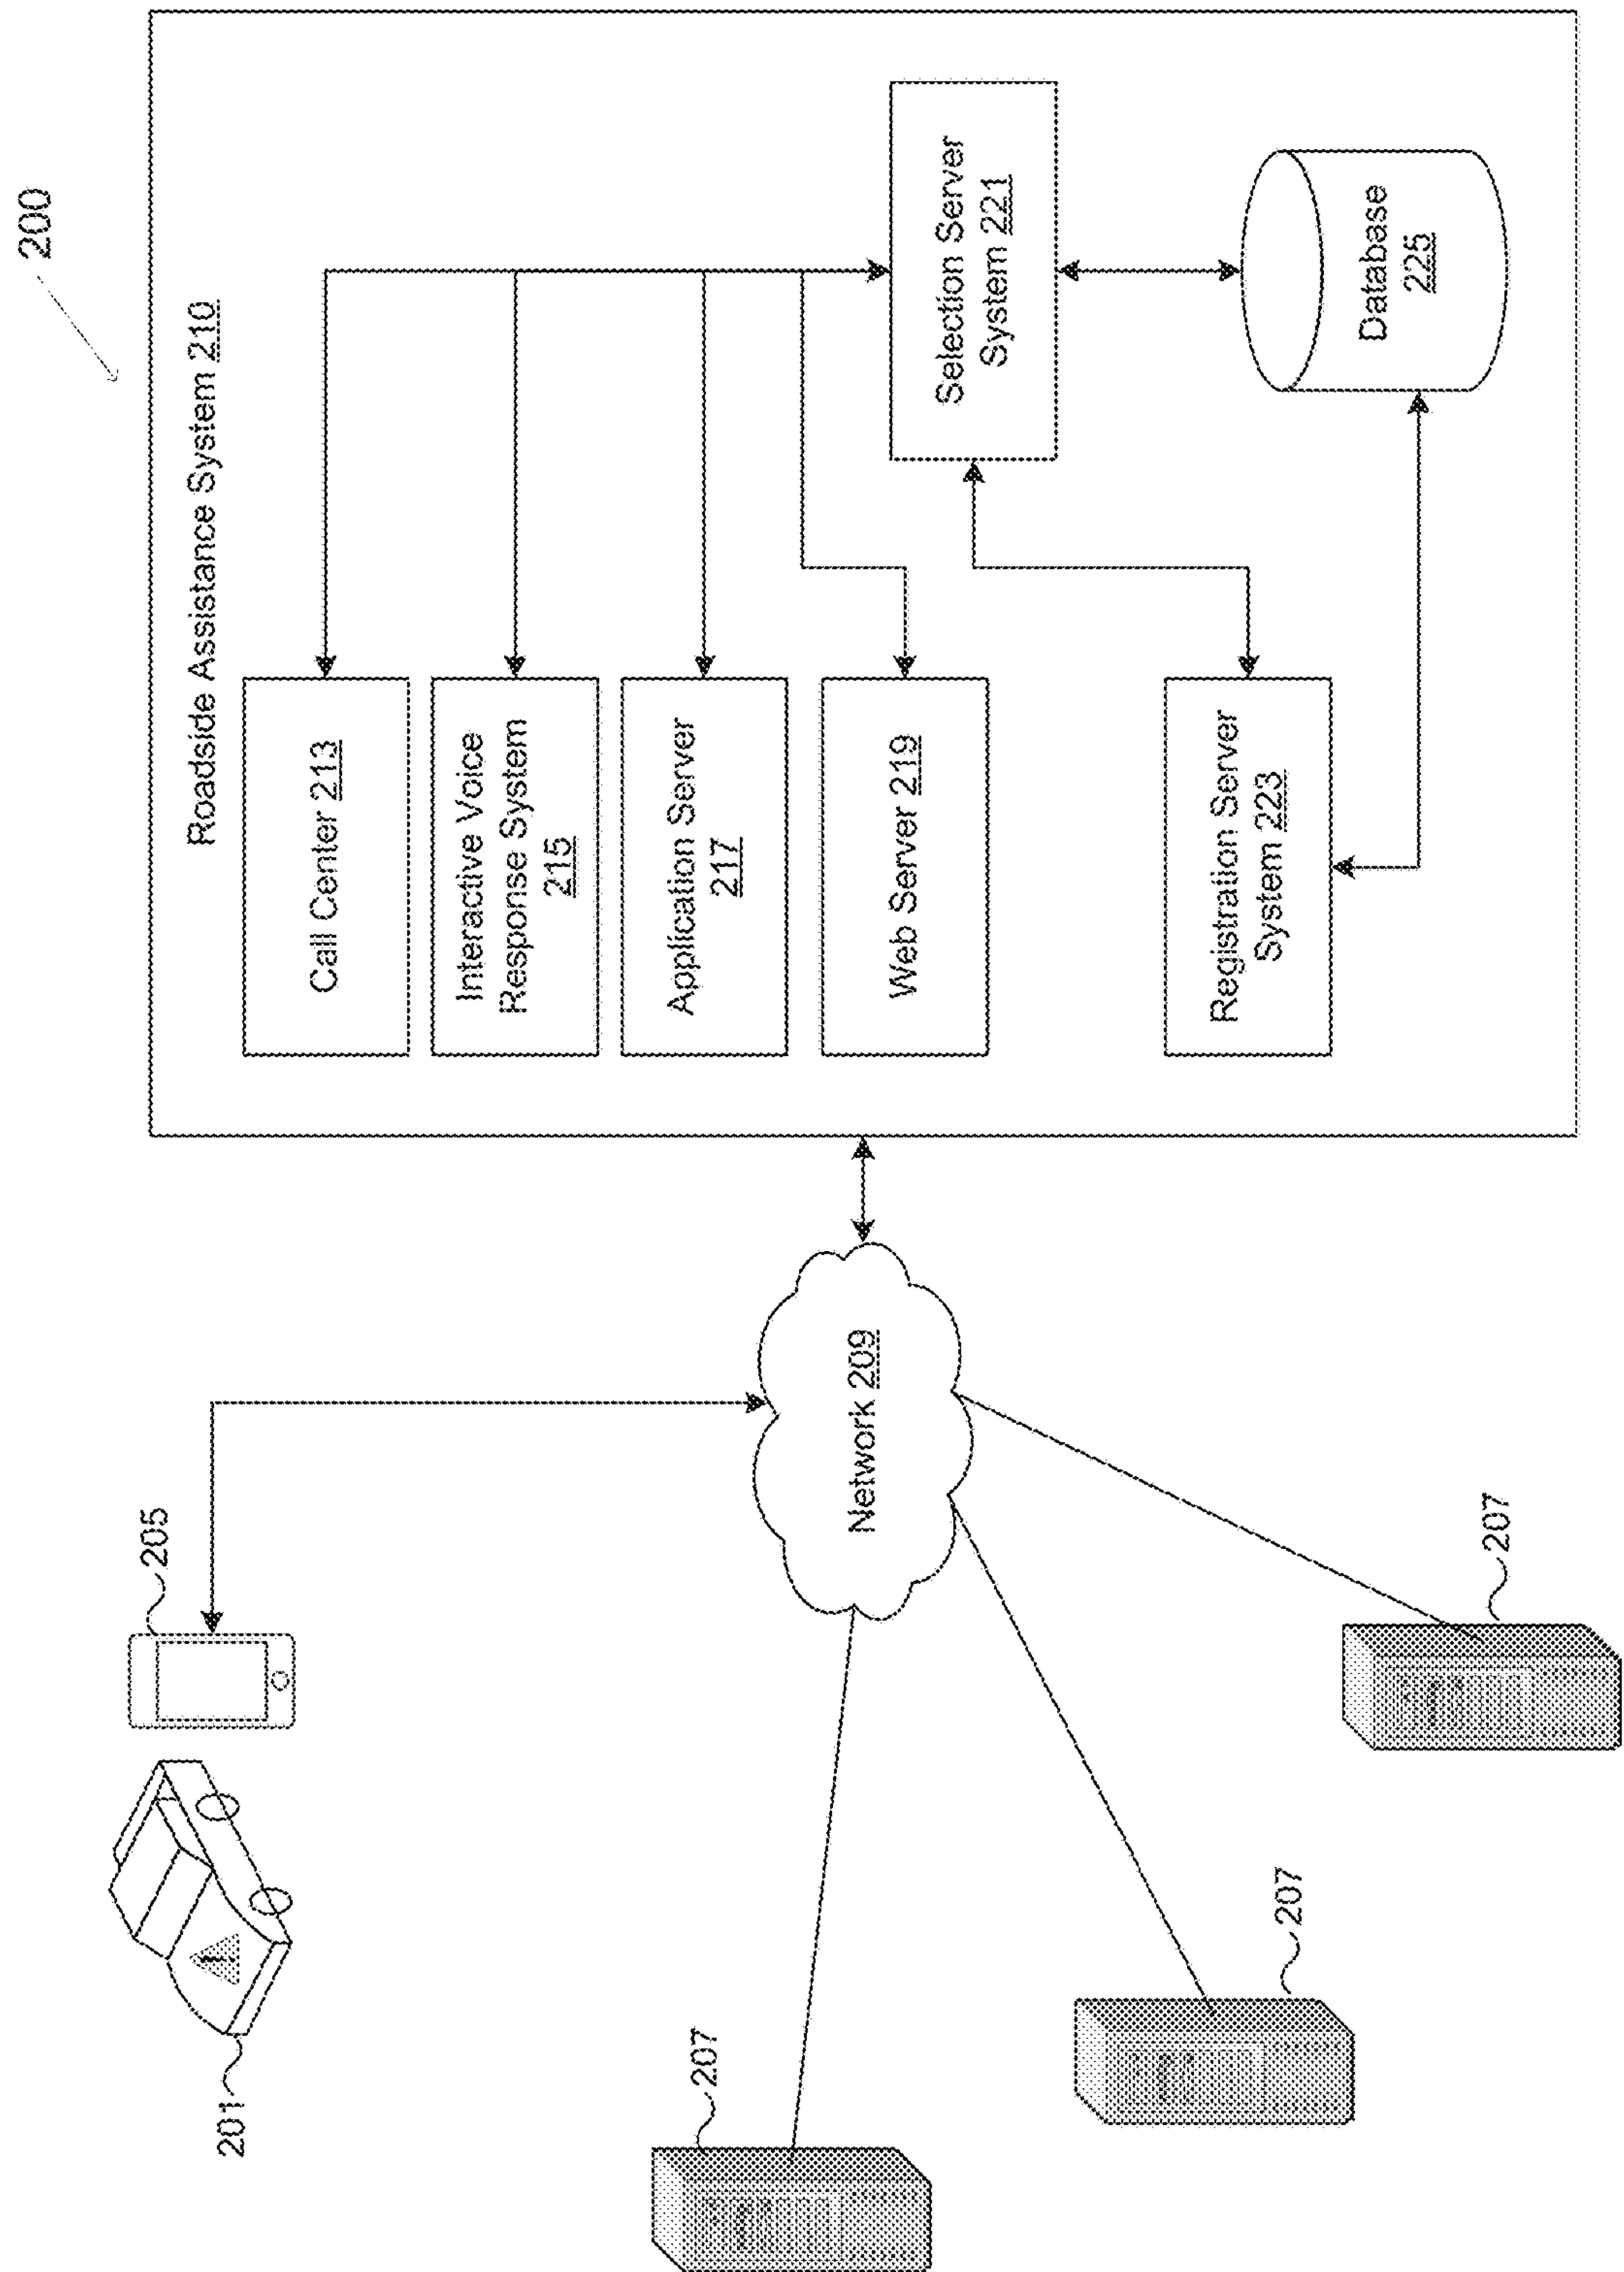 200
Roadside Assistance System 210
Call Center 213
Interactive Voice
Response System
215
Application Server
217
Web Server 219
Registration Server
System 223
Selection Server
System 221
Database
225
Network 209
205
201
207
207
207